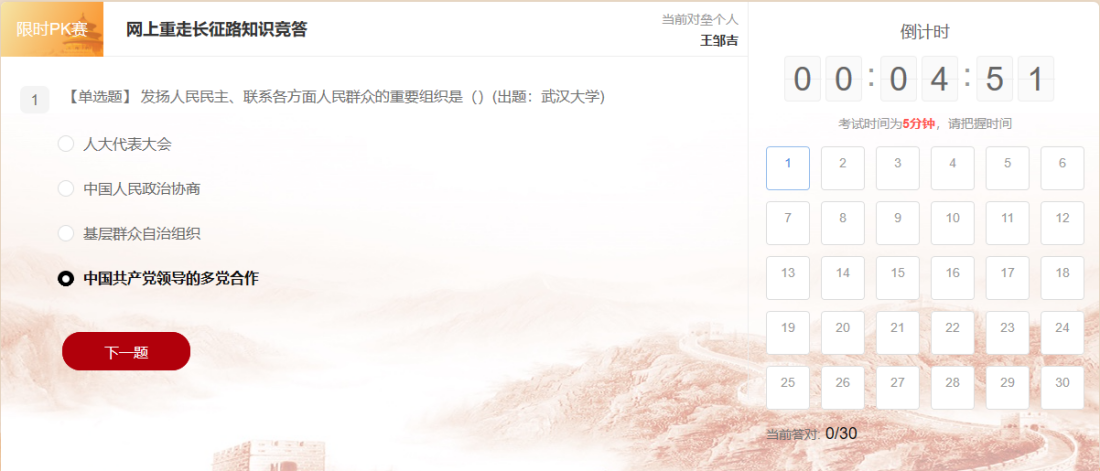 限时PK赛
网上重走长征路知识竞答
当前对垒个人
王邹吉
1 【单选题】 发扬人民民主、联系各方面人民群众的重要组织是（）(出题：武汉大学)
人大代表大会
中国人民政治协商
基层群众自治组织
中国共产党领导的多党合作
下一题
倒计时
00:04:51
考试时间为5分钟，请把握时间
1 2 3 4 5 6
7 8 9 10 11 12
13 14 15 16 17 18
19 20 21 22 23 24
25 26 27 28 29 30
当前答对: 0/30